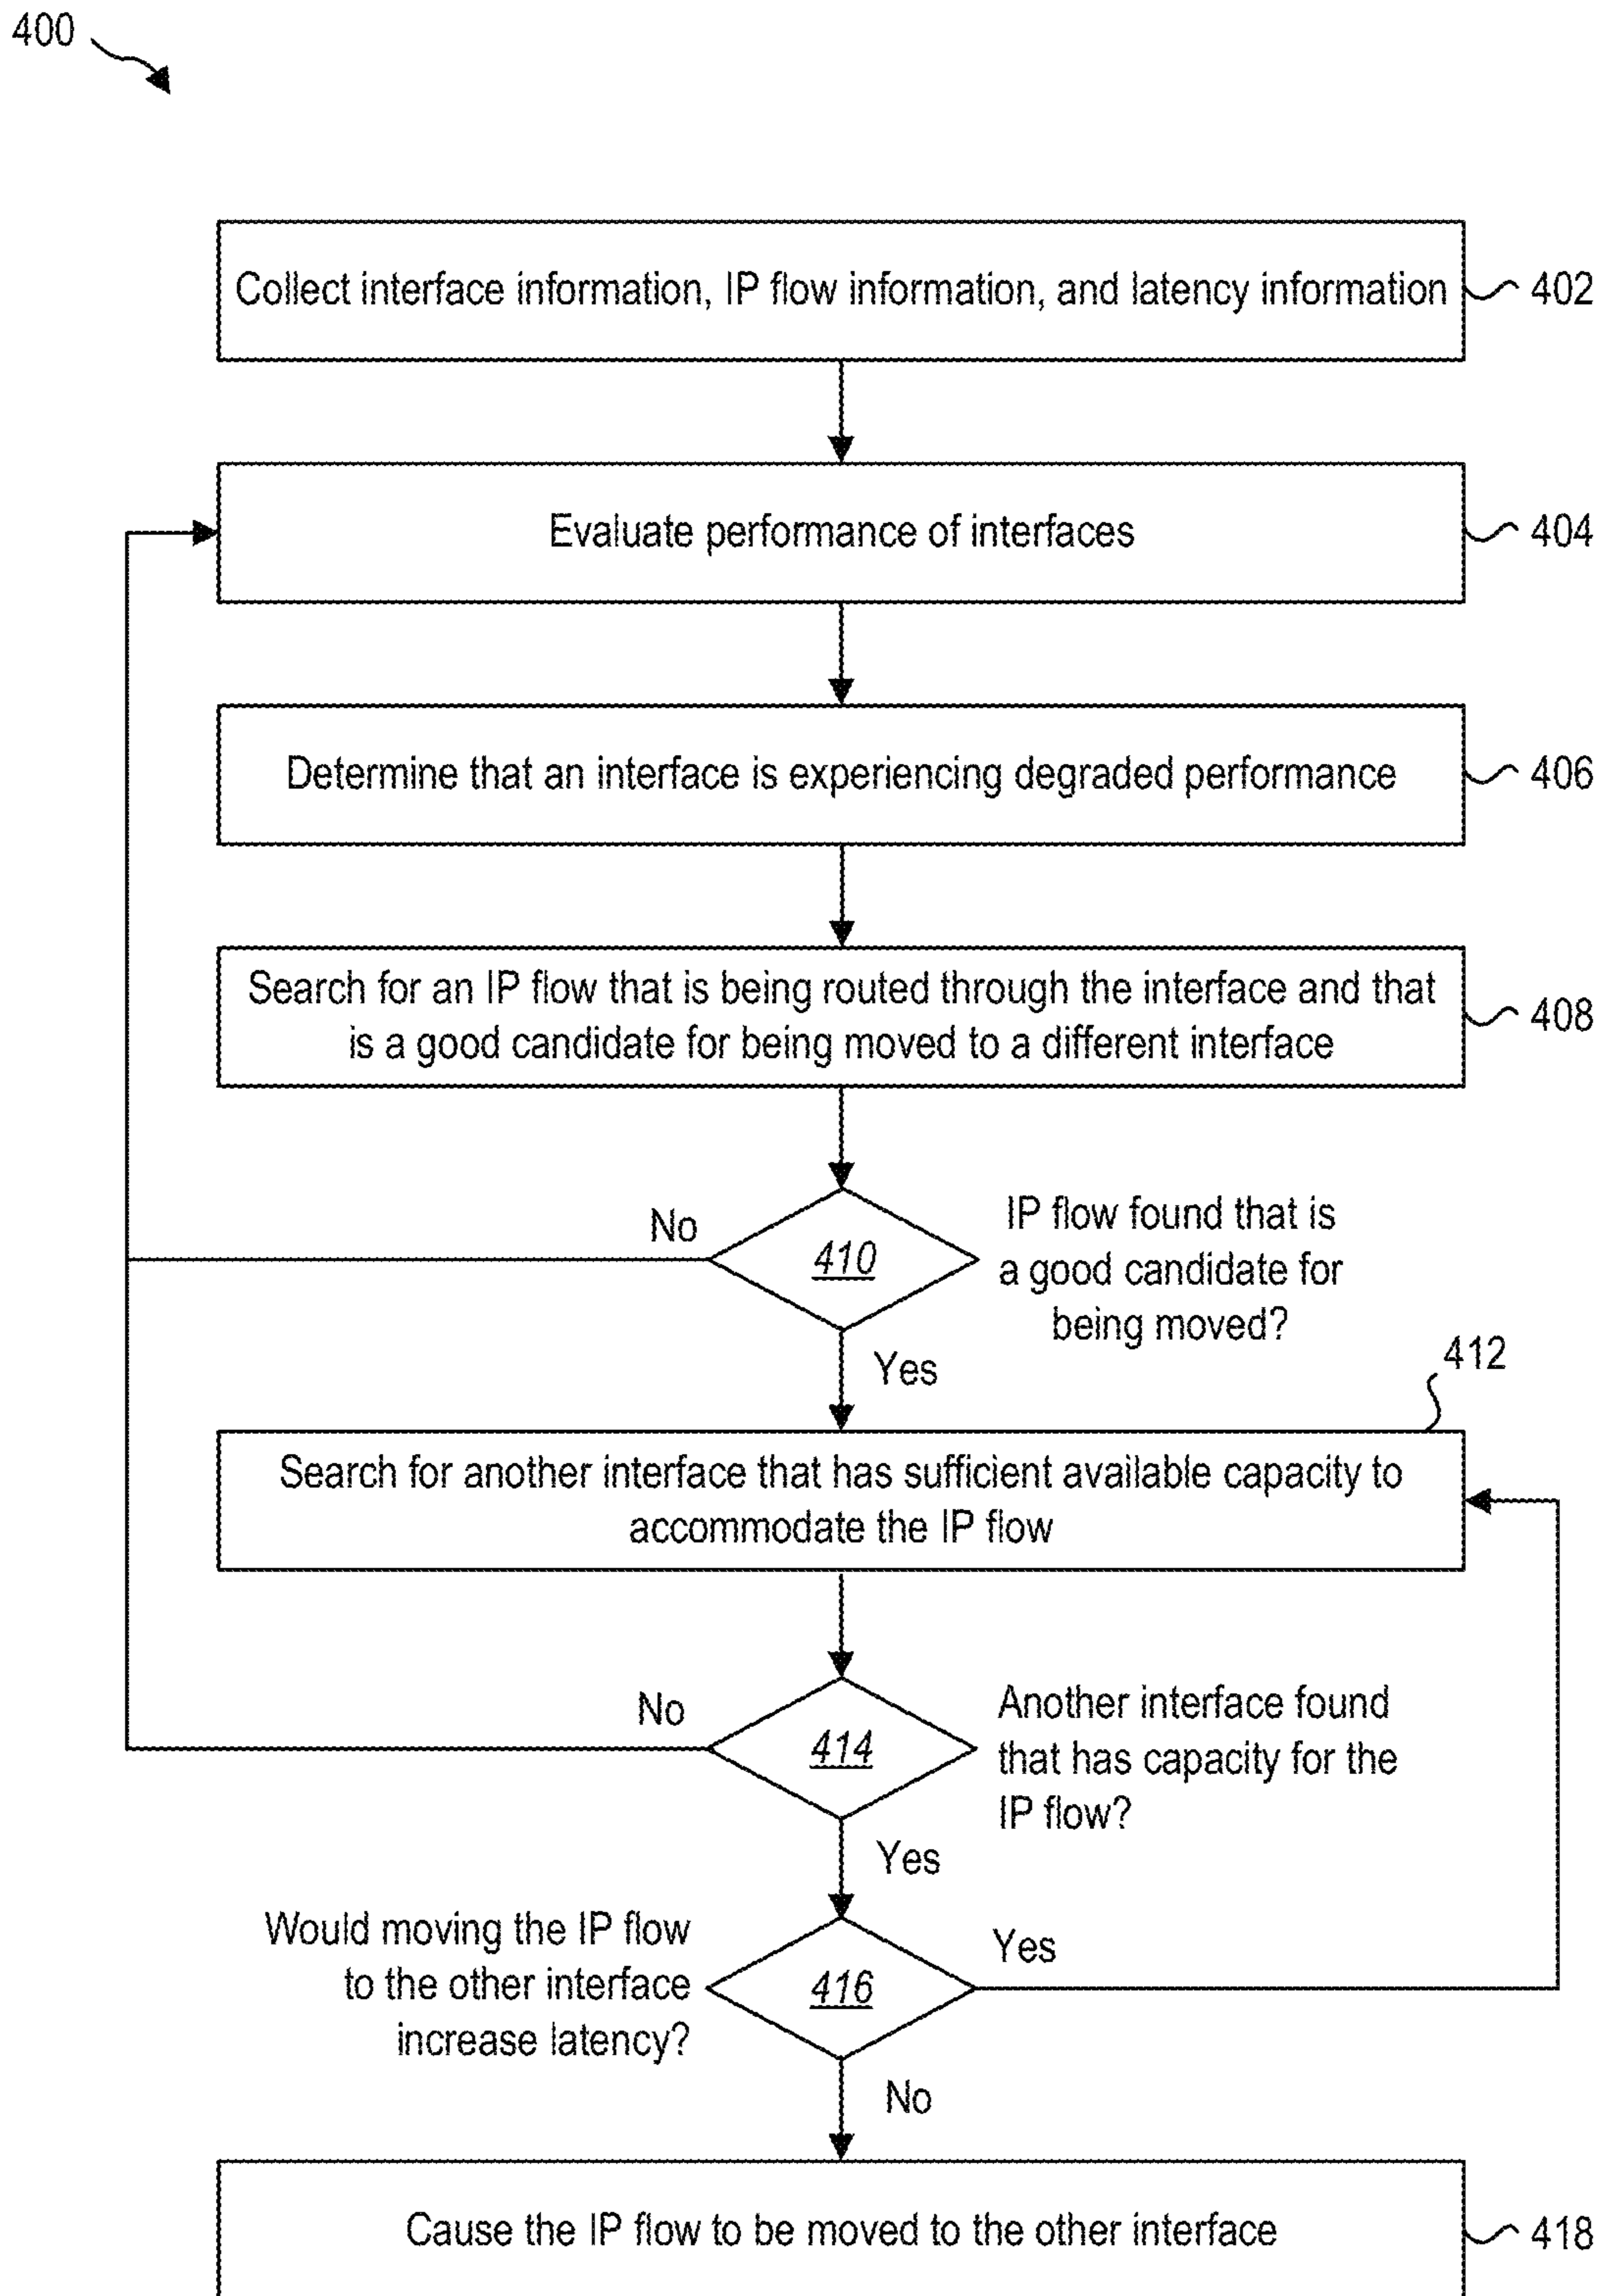 400
Collect interface information, IP flow information, and latency information
402
Evaluate performance of interfaces
404
Determine that an interface is experiencing degraded performance
406
Search for an IP flow that is being routed through the interface and that
is a good candidate for being moved to a different interface
408
No
410
IP flow found that is
a good candidate for
being moved?
Yes
412
Search for another interface that has sufficient available capacity to
accommodate the IP flow
No
414
Another interface found
that has capacity for the
IP flow?
Yes
Would moving the IP flow
to the other interface
increase latency?
416
Yes
No
Cause the IP flow to be moved to the other interface
418